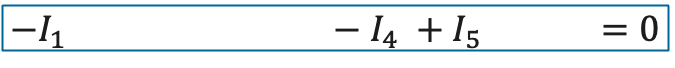 −I₁ − I₄ + I₅ = 0